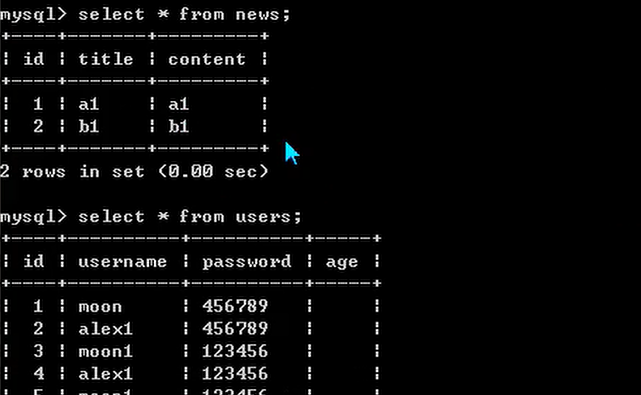 mysql> select * from news;
+----+-------+---------+
| id | title | content |
+----+-------+---------+
| 1 | a1 | a1 |
| 2 | b1 | b1 |
+----+-------+---------+
2 rows in set (0.00 sec)
mysql> select * from users;
+----+----------+----------+-----+
| id | username | password | age |
+----+----------+----------+-----+
| 1 | moon | 456789 | |
| 2 | alex1 | 456789 | |
| 3 | moon1 | 123456 | |
| 4 | alex1 | 123456 | |